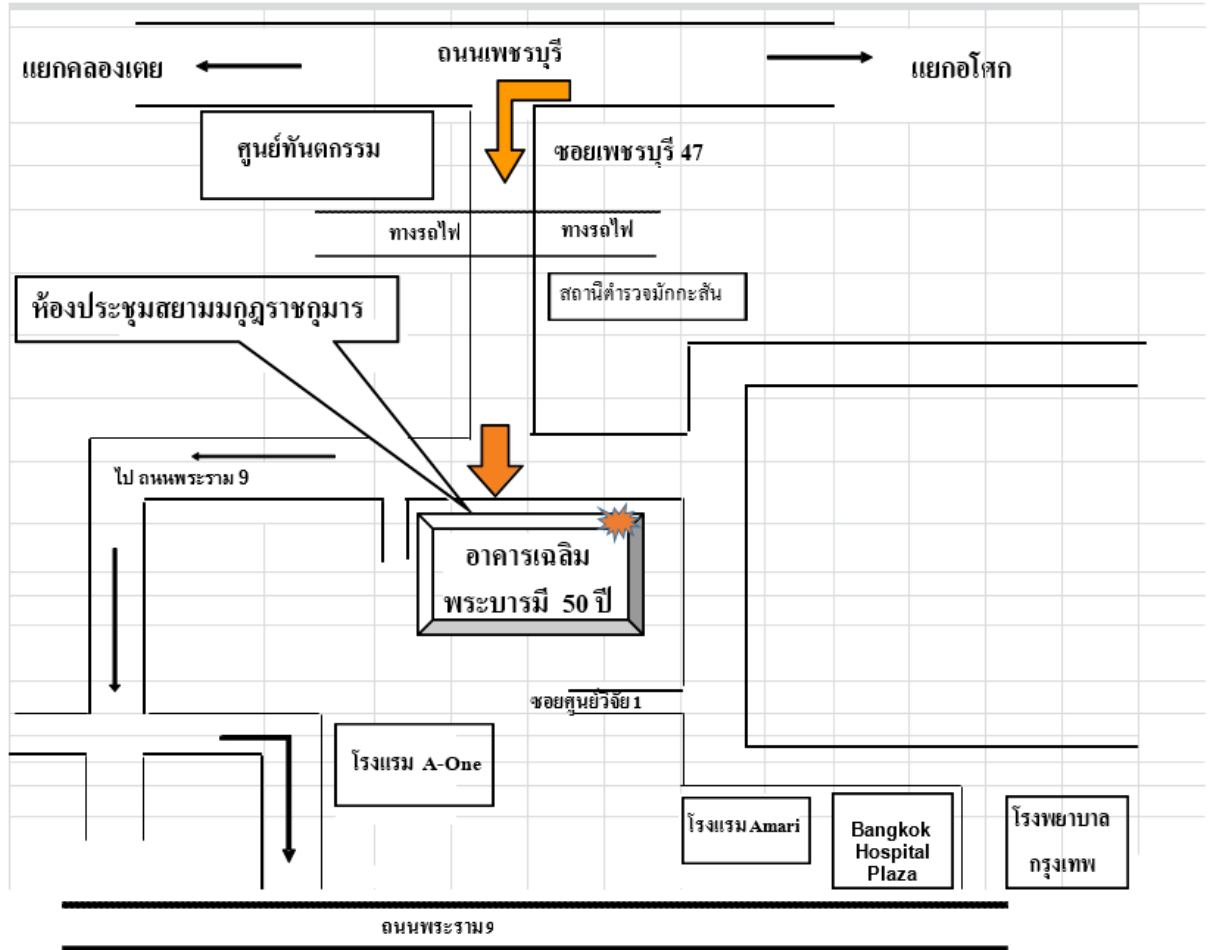 ถนนเพชรบุรี
แยกคลองเตย
แยกอโศก
ศูนย์ทันตกรรม
ซอยเพชรบุรี 47
ทางรถไฟ
ทางรถไฟ
สถานีตำรวจมักกะสัน
ห้องประชุมสยามมกุฎราชกุมาร
ไป ถนนพระราม 9
อาคารเฉลิม
พระบารมี 50 ปี
ซอยศูนย์วิจัย 1
โรงแรม A-One
โรงแรม Amari
Bangkok
Hospital
Plaza
โรงพยาบาล
กรุงเทพ
ถนนพระราม9